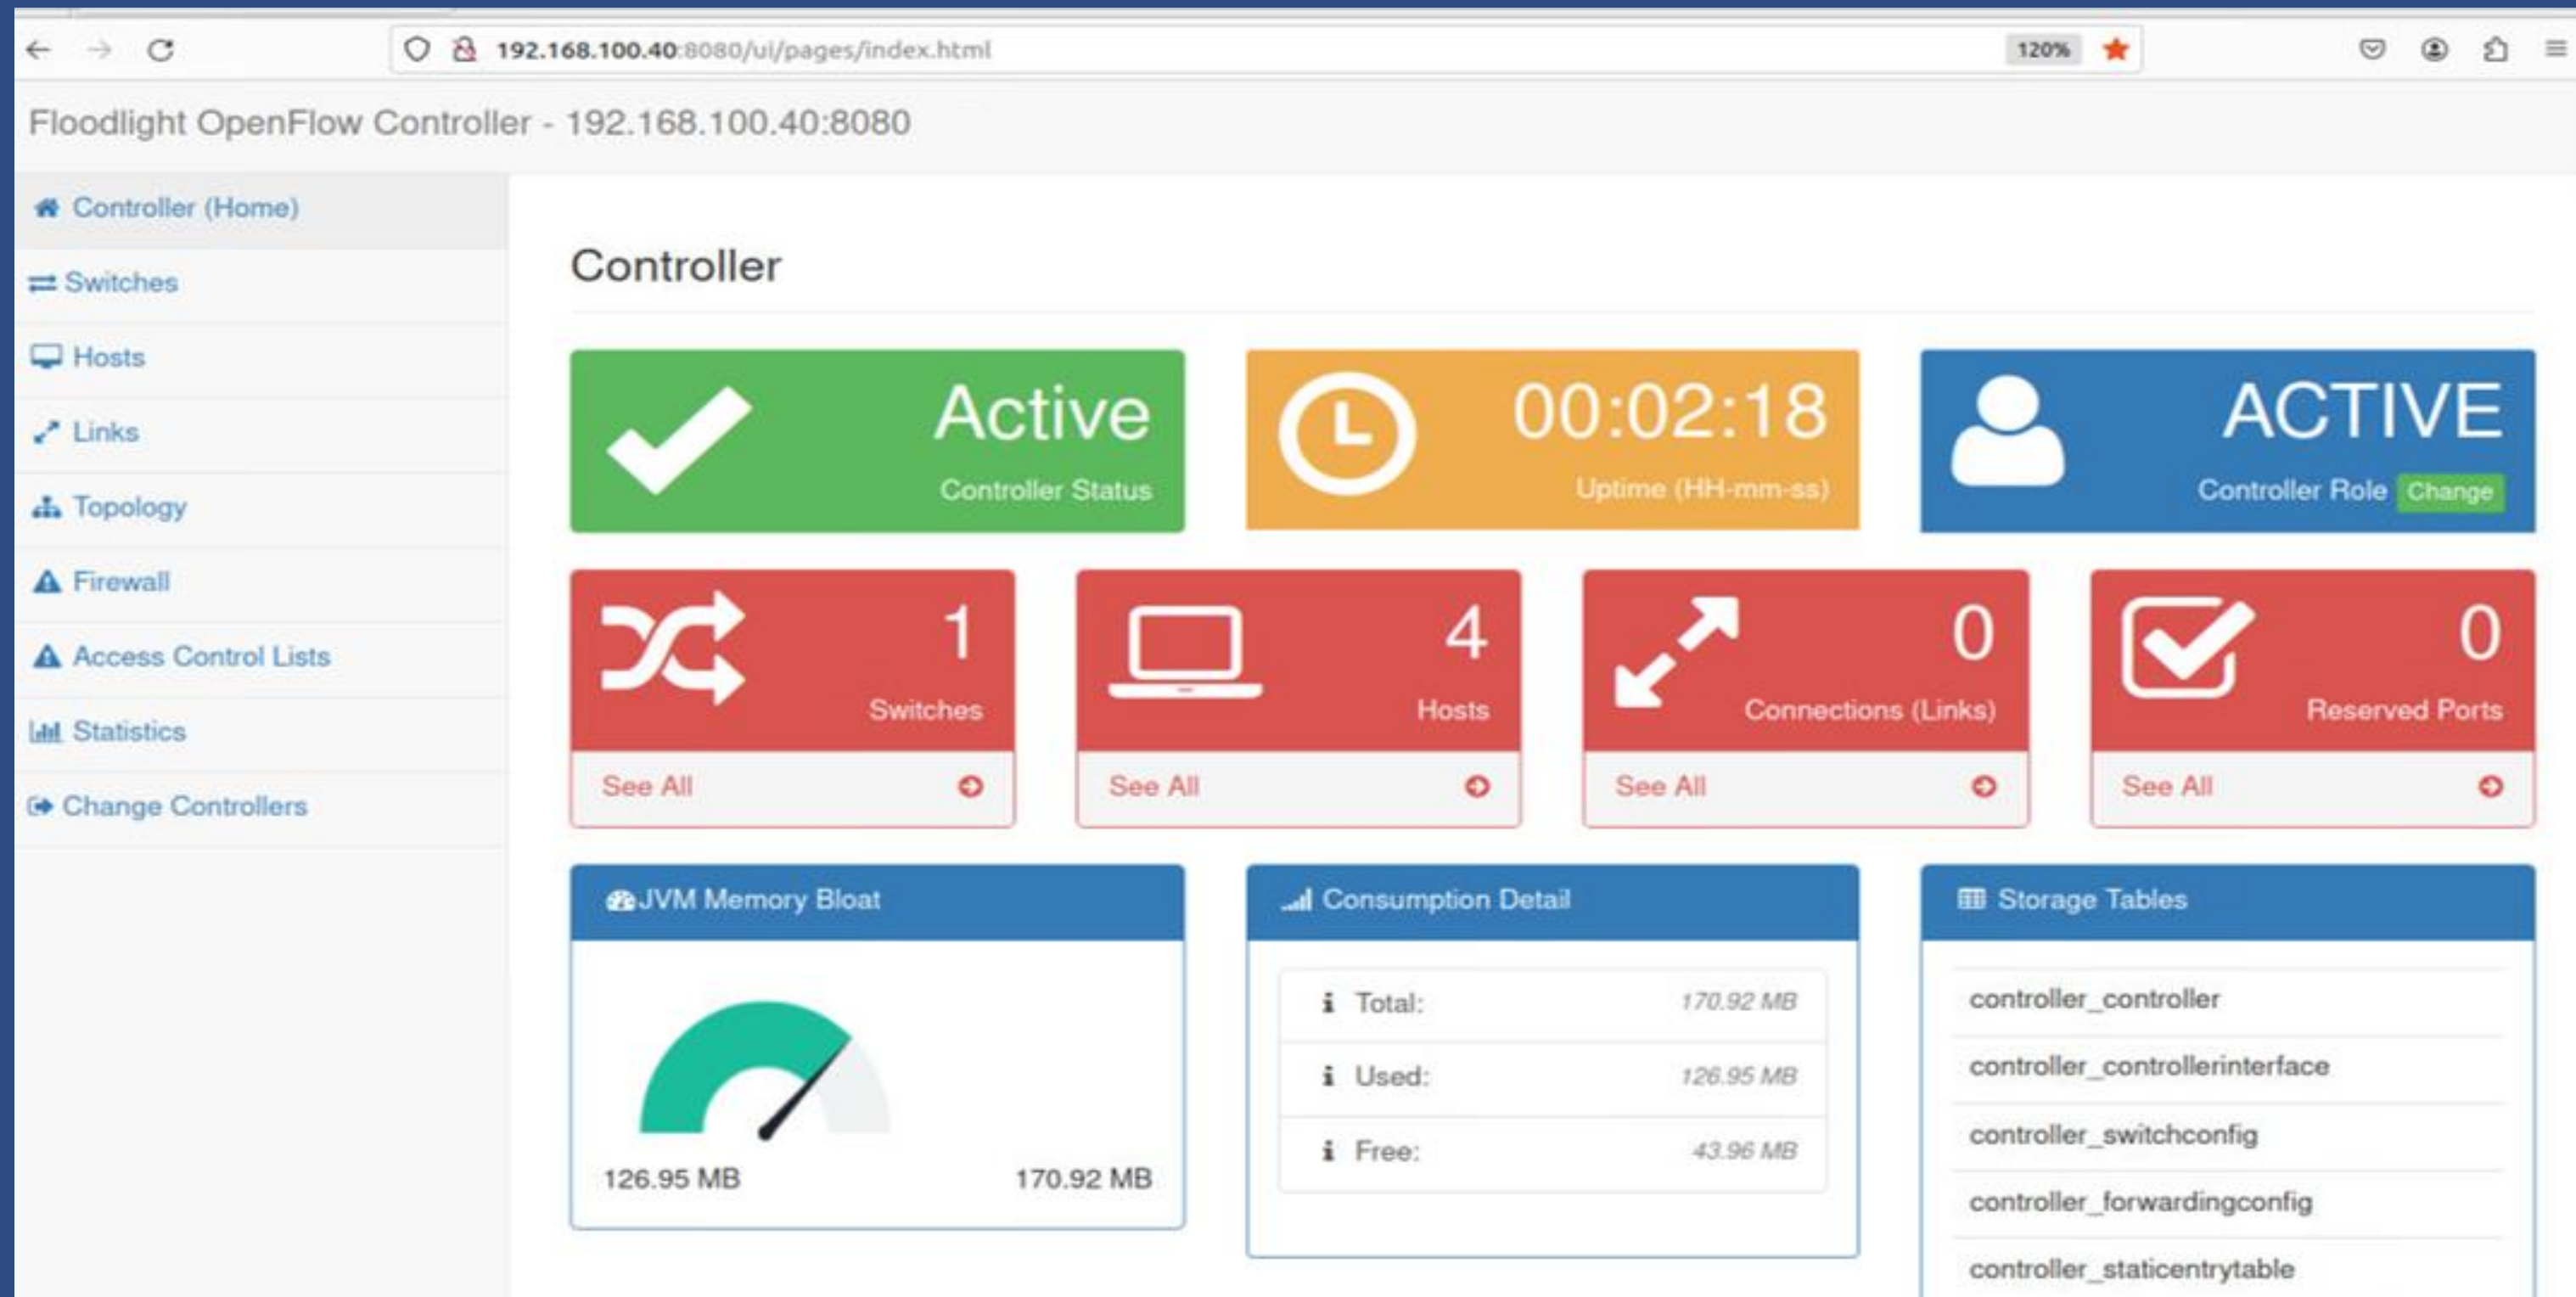 192.168.100.40:8080/ui/pages/index.html
120%
Floodlight OpenFlow Controller - 192.168.100.40:8080
Controller (Home)
Switches
Hosts
Links
Topology
Firewall
Access Control Lists
Statistics
Change Controllers
Controller
Active
Controller Status
00:02:18
Uptime (HH-mm-ss)
ACTIVE
Controller Role Change
1
Switches
See All
4
Hosts
See All
0
Connections (Links)
See All
0
Reserved Ports
See All
JVM Memory Bloat
126.95 MB 170.92 MB
Consumption Detail
Total: 170.92 MB
Used: 126.95 MB
Free: 43.96 MB
Storage Tables
controller_controller
controller_controllerinterface
controller_switchconfig
controller_forwardingconfig
controller_staticentrytable